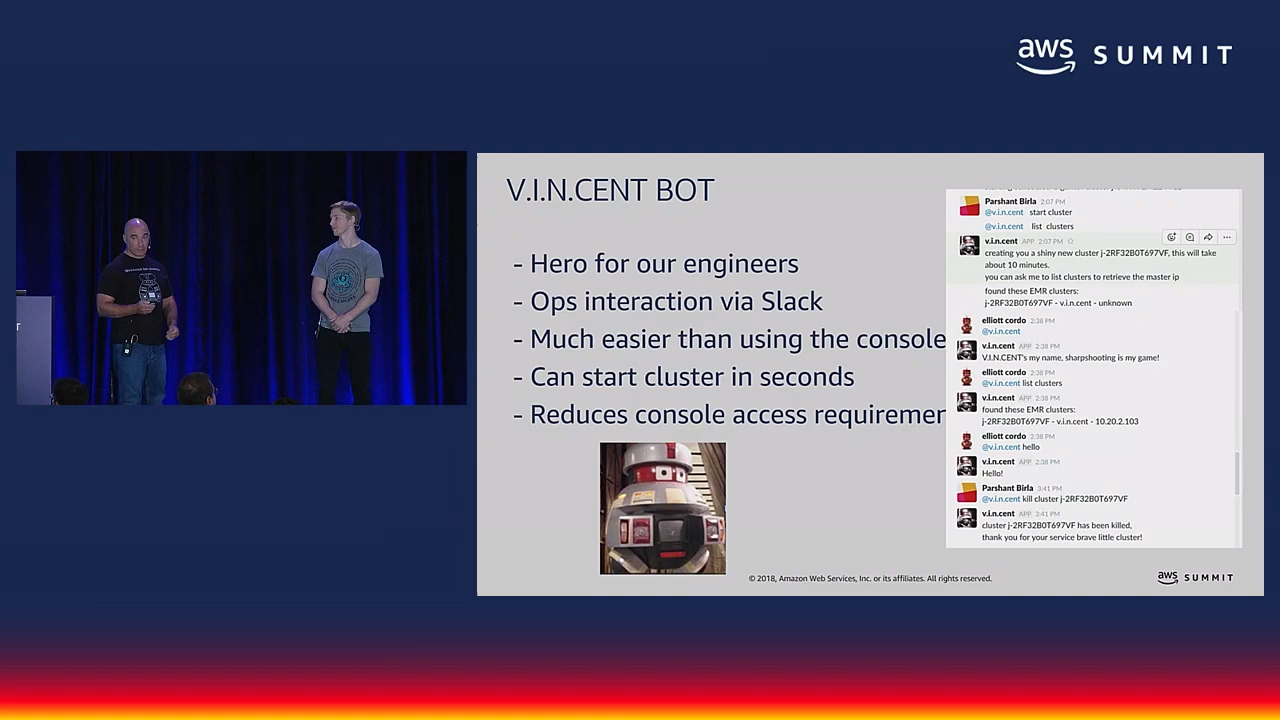 aws SUMMIT
V.I.N.CENT BOT
- Hero for our engineers
- Ops interaction via Slack
- Much easier than using the console
- Can start cluster in seconds
- Reduces console access
Parshant Birla 2:07 PM
@v.i.n.cent start cluster
@v.i.n.cent list clusters
v.i.n.cent APP 2:07 PM
creating you a shiny new cluster j-2RF32B0T697VF, this will take
about 10 minutes.
you can ask me to list clusters to retrieve the master ip
found these EMR clusters:
j-2RF32B0T697VF - v.i.n.cent - unknown
elliott cordo 2:38 PM
@v.i.n.cent
v.i.n.cent APP 2:38 PM
V.I.N.CENT's my name, sharpshooting is my game!
elliott cordo 2:38 PM
@v.i.n.cent list clusters
v.i.n.cent APP 2:38 PM
found these EMR clusters:
j-2RF32B0T697VF - v.i.n.cent - 10.20.2.103
elliott cordo 2:38 PM
@v.i.n.cent hello
v.i.n.cent APP 2:38 PM
Hello!
Parshant Birla 3:41 PM
@v.i.n.cent kill cluster j-2RF32B0T697VF
v.i.n.cent APP 3:41 PM
cluster j-2RF32B0T697VF has been killed,
thank you for your service brave little cluster!
© 2018, Amazon Web Services, Inc. or its affiliates. All rights reserved.
aws SUMMIT